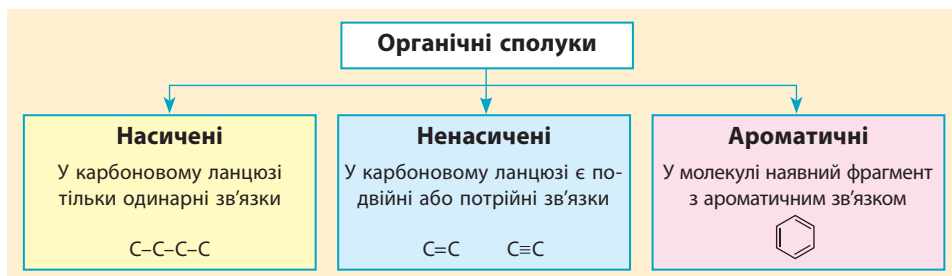 Органічні сполуки
Насичені
У карбоновому ланцюзі
тільки одинарні зв'язки
C–C–C–C
Ненасичені
У карбоновому ланцюзі є по-
двійні або потрійні зв'язки
C=C C≡C
Ароматичні
У молекулі наявний фрагмент
з ароматичним зв'язком